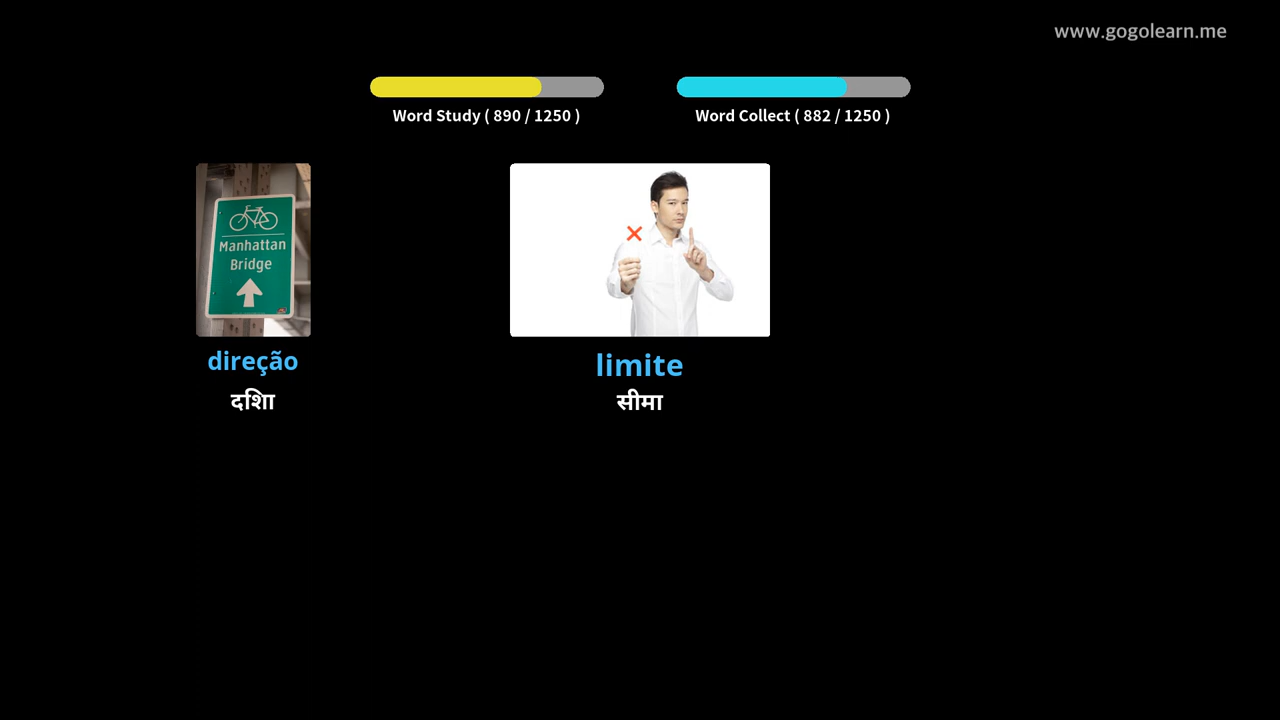 www.gogolearn.me
Word Study ( 890 / 1250 )
Word Collect ( 882 / 1250 )
Manhattan
Bridge
direção
दिशा
limite
सीमा